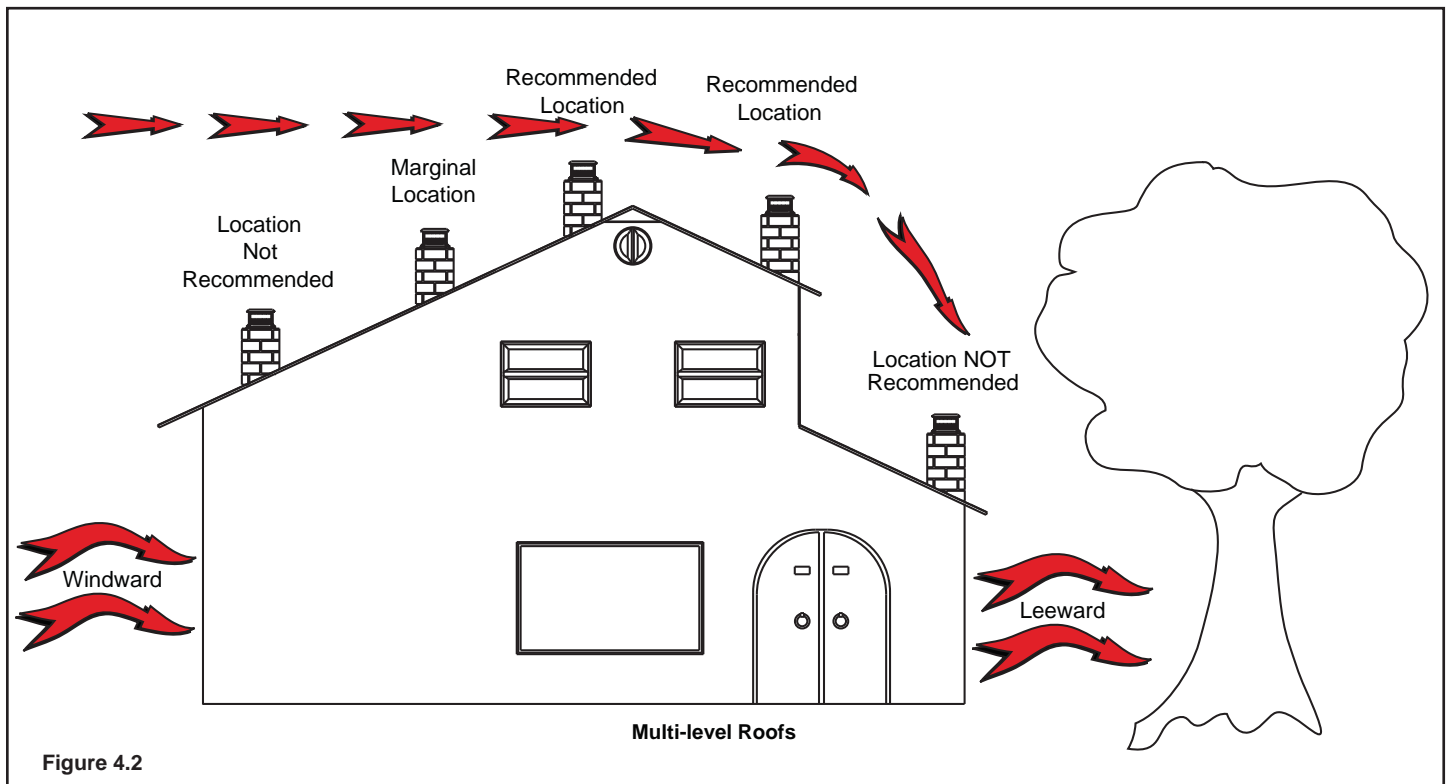 Recommended
Location
Recommended
Location
Marginal
Location
Location
Not
Recommended
Location NOT
Recommended
Windward
Leeward
Multi-level Roofs
Figure 4.2